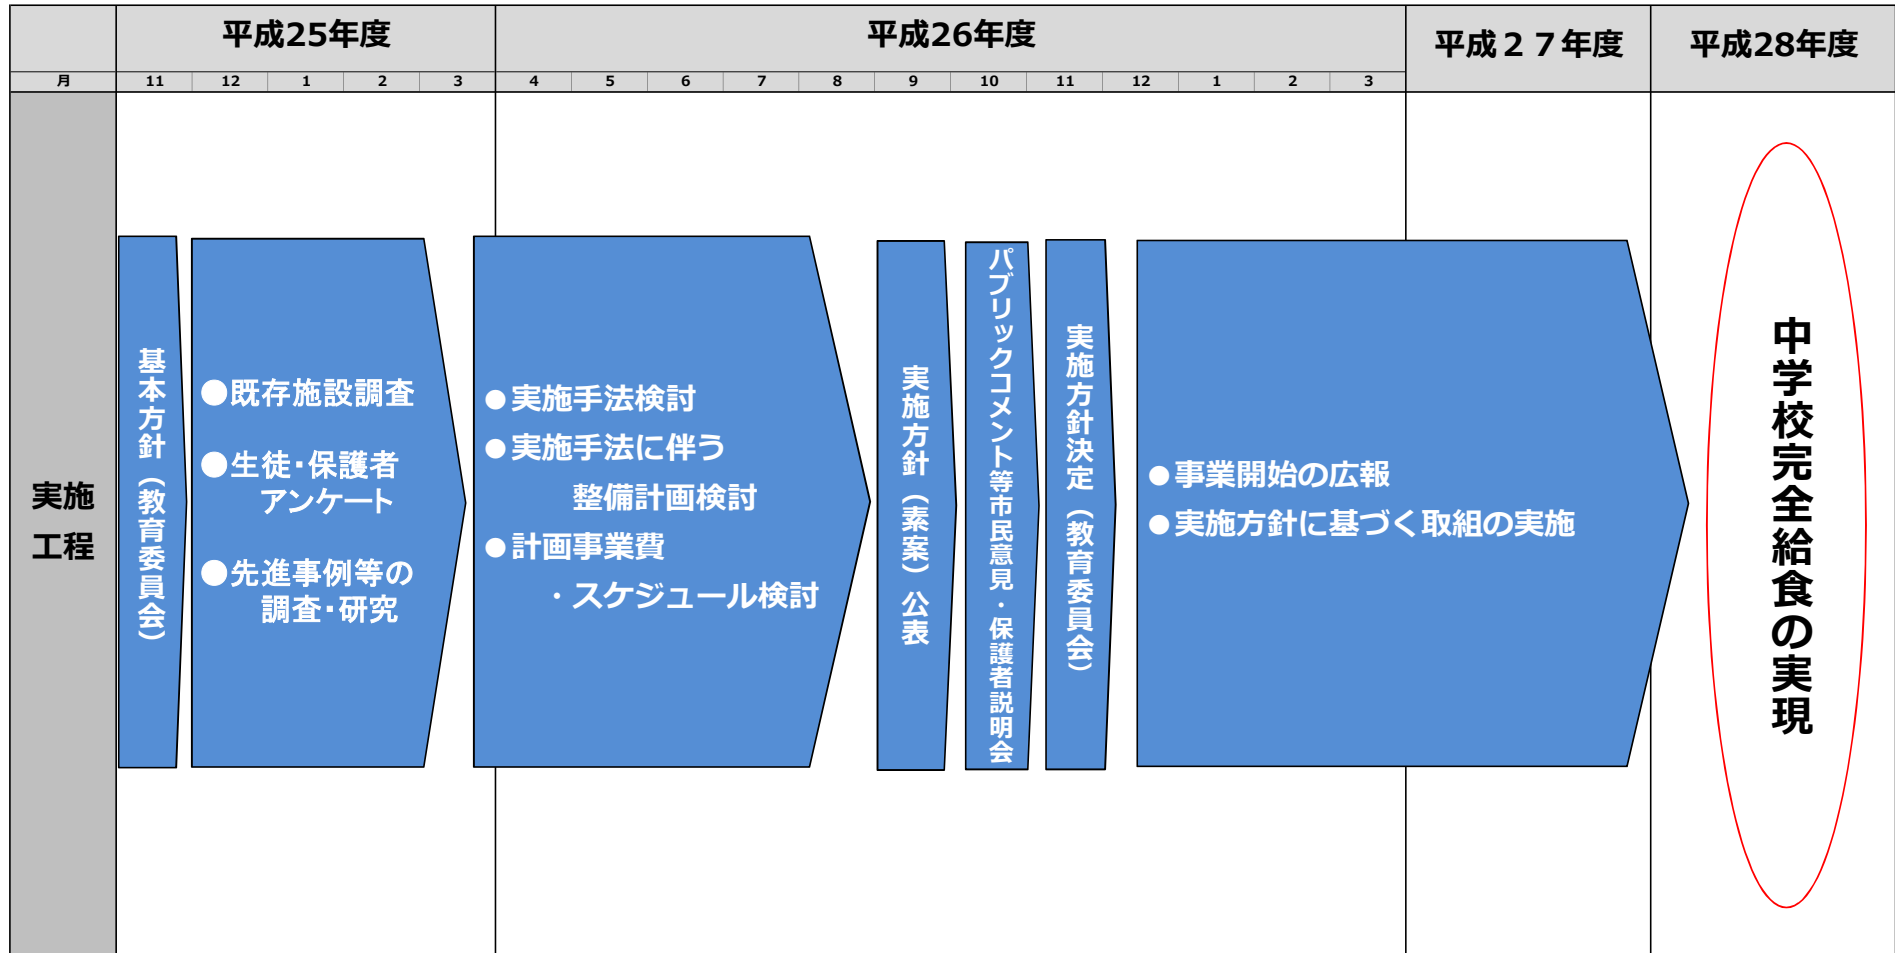 平成25年度
平成26年度
平成２７年度
平成28年度
月 11 12 1 2 3 4 5 6 7 8 9 10 11 12 1 2 3
実施
工程
基本方針（教育委員会）
●既存施設調査
●生徒・保護者
アンケート
●先進事例等の
調査・研究
●実施手法検討
●実施手法に伴う
整備計画検討
●計画事業費
・スケジュール検討
実施方針（素案）公表
パブリックコメント等市民意見・保護者説明会
実施方針決定（教育委員会）
●事業開始の広報
●実施方針に基づく取組の実施
中学校完全給食の実現